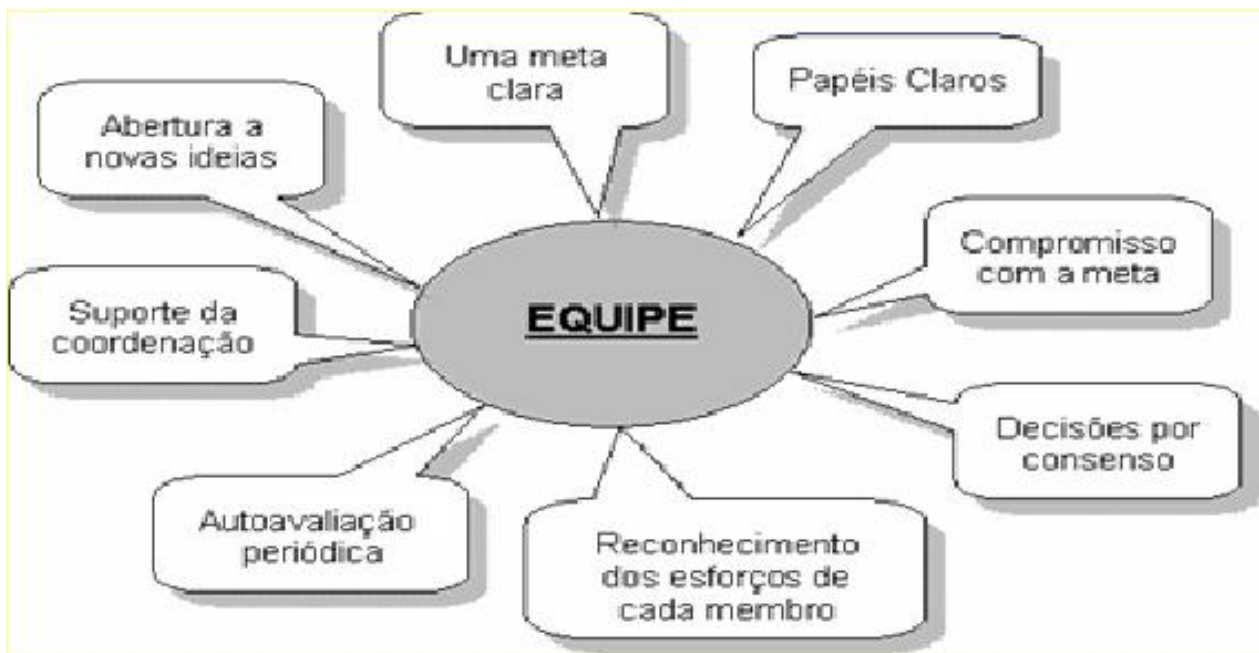 Uma meta
clara
Papéis Claros
Abertura a
novas ideias
Compromisso
com a meta
EQUIPE
Suporte da
coordenação
Decisões por
consenso
Autoavaliação
periódica
Reconhecimento
dos esforços de
cada membro